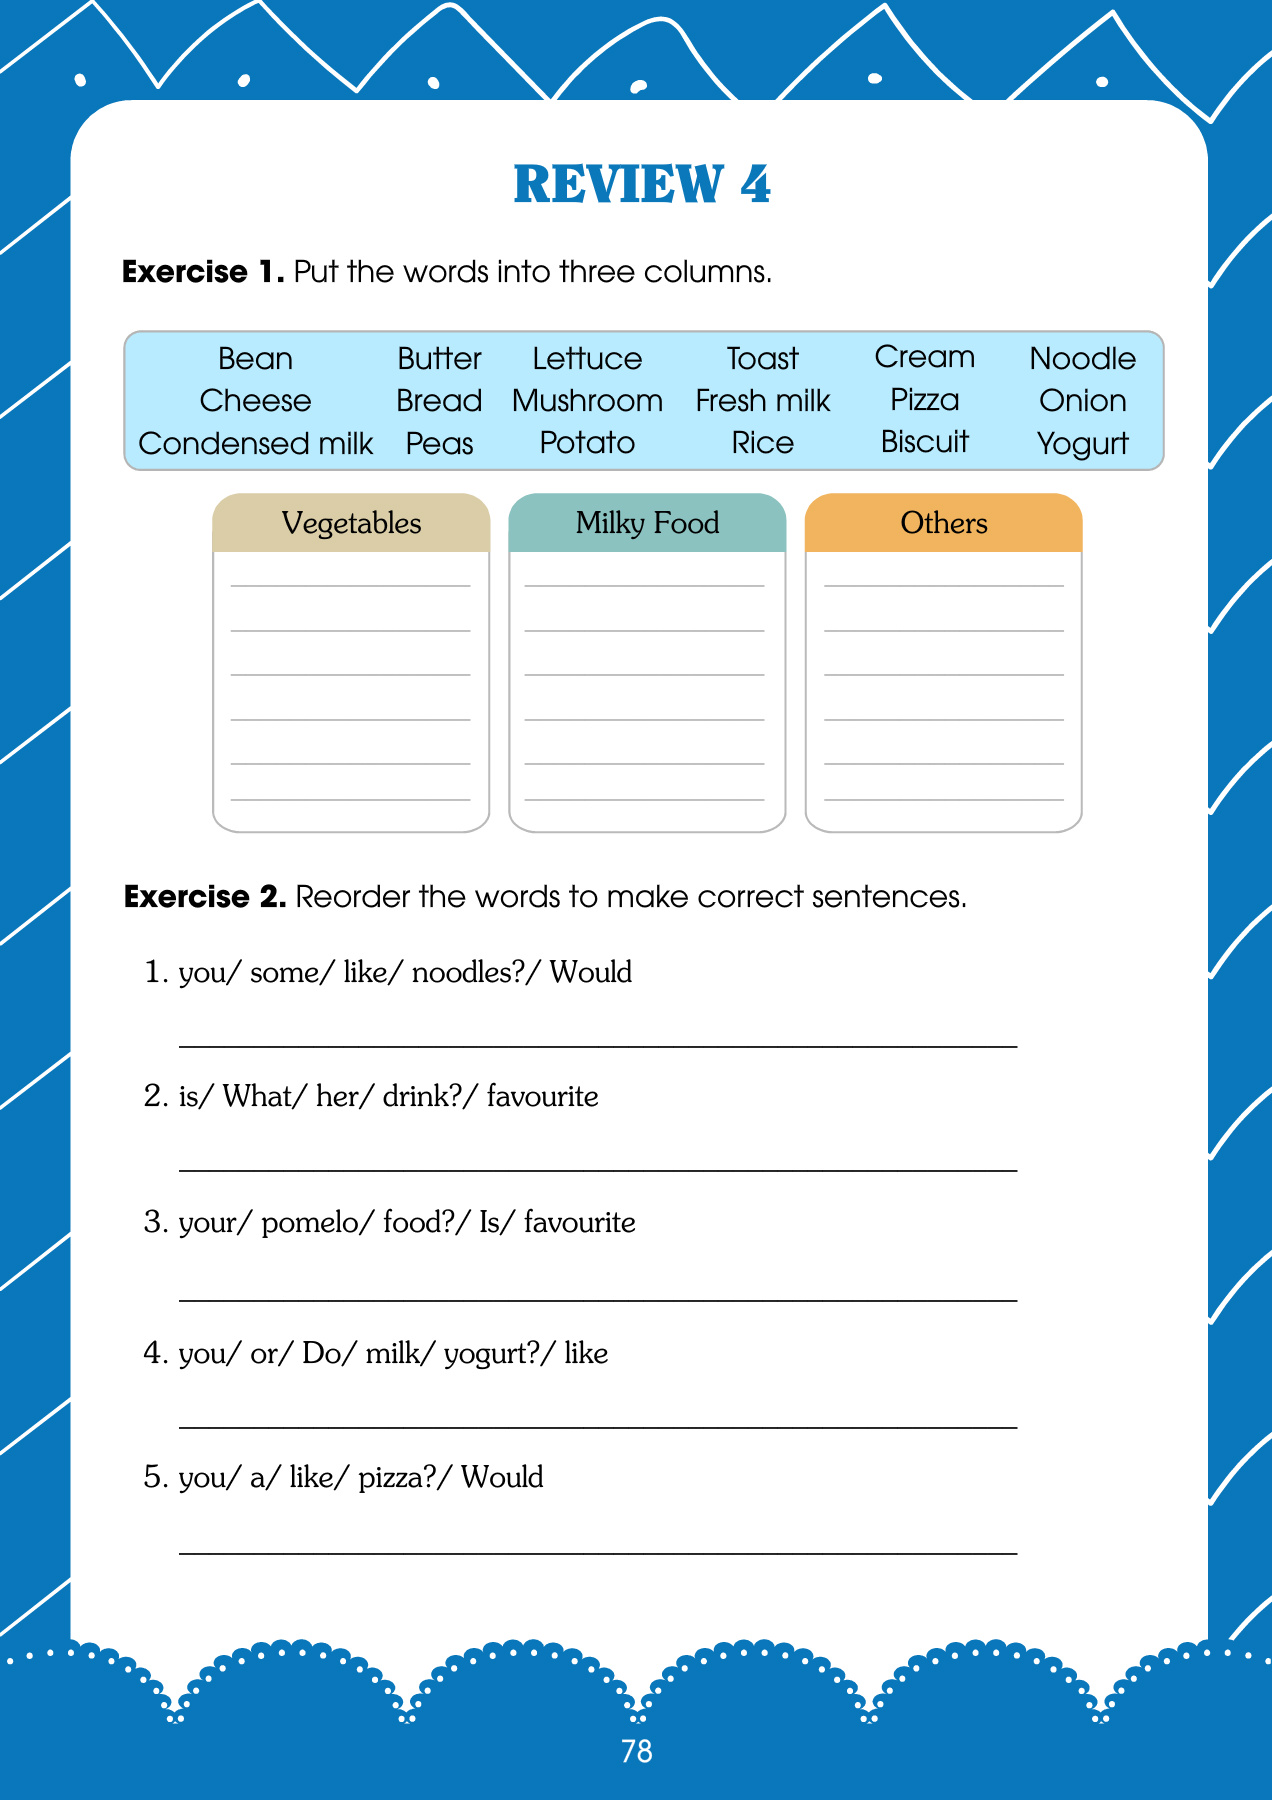 REVIEW 4
Exercise 1. Put the words into three columns.
Bean Butter Lettuce Toast Cream Noodle
Cheese Bread Mushroom Fresh milk Pizza Onion
Condensed milk Peas Potato Rice Biscuit Yogurt
Vegetables Milky Food Others
Exercise 2. Reorder the words to make correct sentences.
1. you/ some/ like/ noodles?/ Would
2. is/ What/ her/ drink?/ favourite
3. your/ pomelo/ food?/ Is/ favourite
4. you/ or/ Do/ milk/ yogurt?/ like
5. you/ a/ like/ pizza?/ Would
78